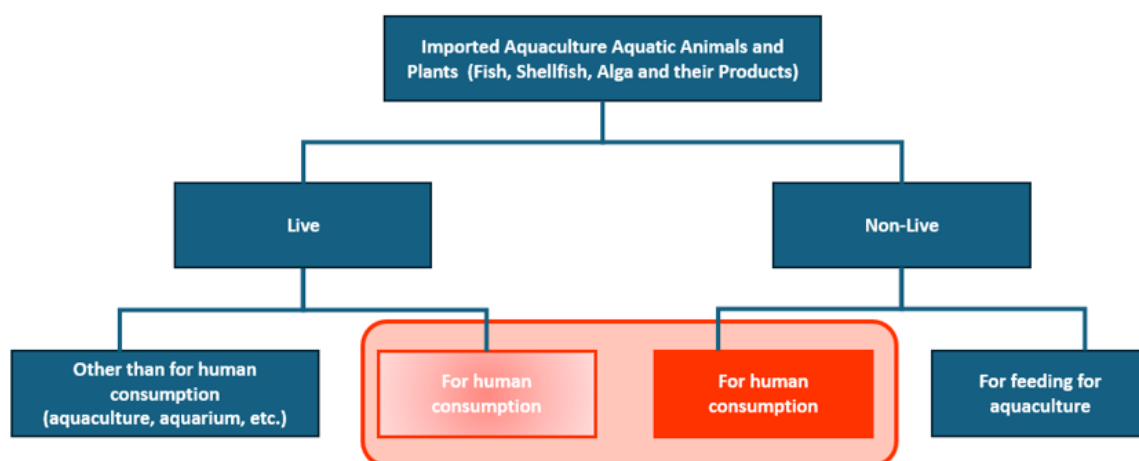 Imported Aquaculture Aquatic Animals and
Plants (Fish, Shellfish, Alga and their Products)
Live
Non-Live
Other than for human
consumption
(aquaculture, aquarium, etc.)
For human
consumption
For human
consumption
For feeding for
aquaculture